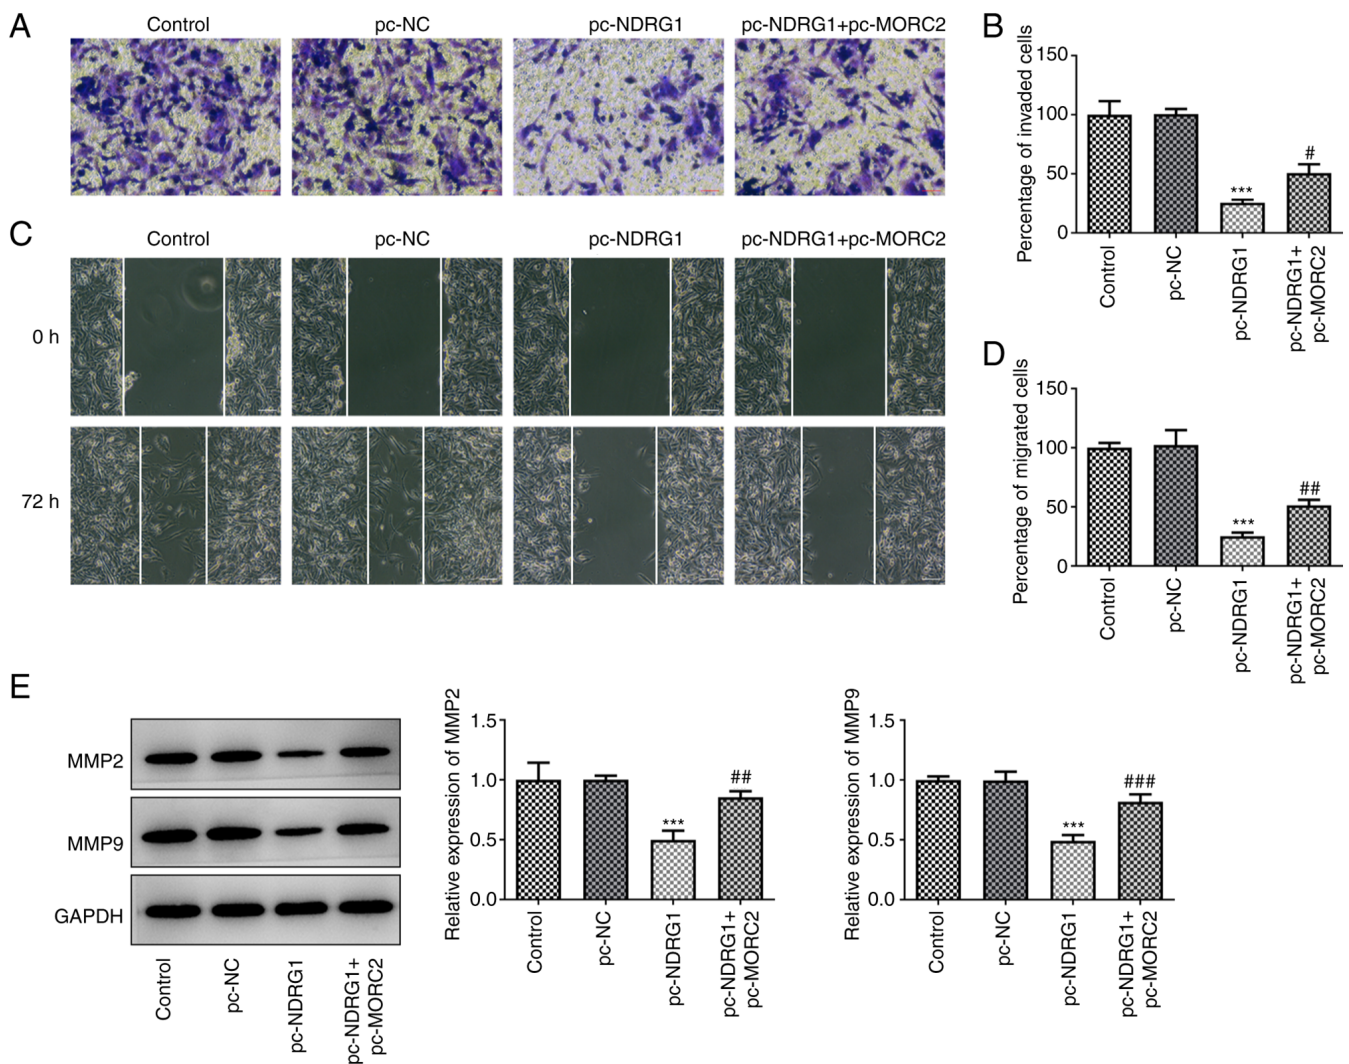 A
Control
pc-NC
pc-NDRG1
pc-NDRG1+pc-MORC2
B
Percentage of invaded cells
150
100
50
0
***
#
Control
pc-NC
pc-NDRG1
pc-NDRG1+
pc-MORC2
C
Control
pc-NC
pc-NDRG1
pc-NDRG1+pc-MORC2
0 h
72 h
D
Percentage of migrated cells
150
100
50
0
***
##
Control
pc-NC
pc-NDRG1
pc-NDRG1+
pc-MORC2
E
MMP2
MMP9
GAPDH
Control
pc-NC
pc-NDRG1
pc-NDRG1+
pc-MORC2
Relative expression of MMP2
1.5
1.0
0.5
0.0
***
##
Control
pc-NC
pc-NDRG1
pc-NDRG1+
pc-MORC2
Relative expression of MMP9
1.5
1.0
0.5
0.0
***
###
Control
pc-NC
pc-NDRG1
pc-NDRG1+
pc-MORC2